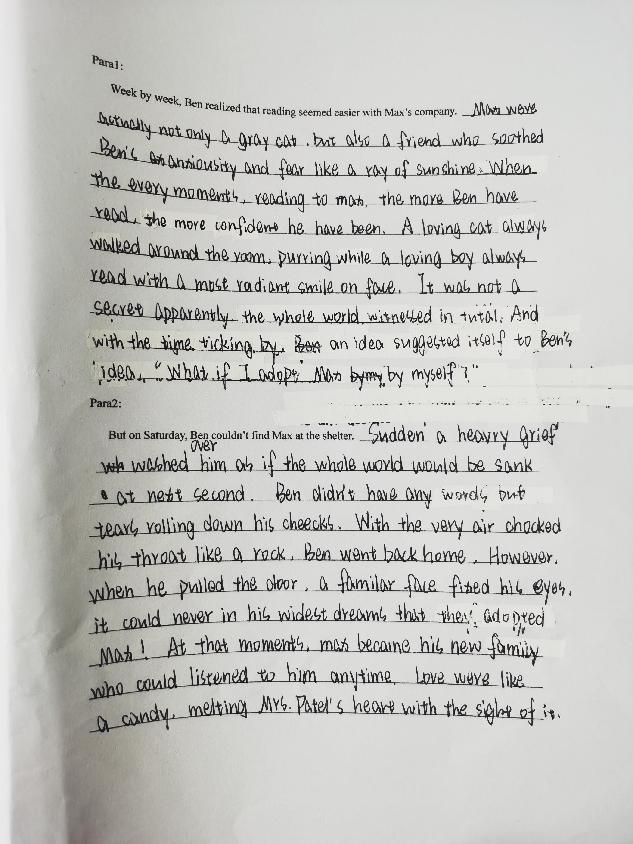 Para1:
Week by week, Ben realized that reading seemed easier with Max's company. Max were
actually not only a gray cat, but also a friend who soothed
Ben's anxiousity and fear like a ray of sunshine. When
the every moments, reading to max, the more Ben have
read, the more confident he have been. A loving cat always
walked around the room, purring while a loving boy always
read with a most radiant smile on face. It was not a
secret apparently the whole world witnessed in tutal. And
with the time ticking by, an idea suggested itself to Ben's
idea, "What if I adopt Max by myself?"
Para2:
But on Saturday, Ben couldn't find Max at the shelter. Sudden a heavry grief
washed over him as if the whole world would be sank
at next second. Ben didn't have any words but
tears rolling down his cheecks. With the very air chocked
his throat like a rock, Ben went back home. However,
when he pulled the door, a familar face fixed his eyes.
it could never in his widest dreams that they adopted
Max! At that moments, max became his new family
who could listened to him anytime. Love were like
a candy, melting Mrs. Patel's heart with the sight of it.